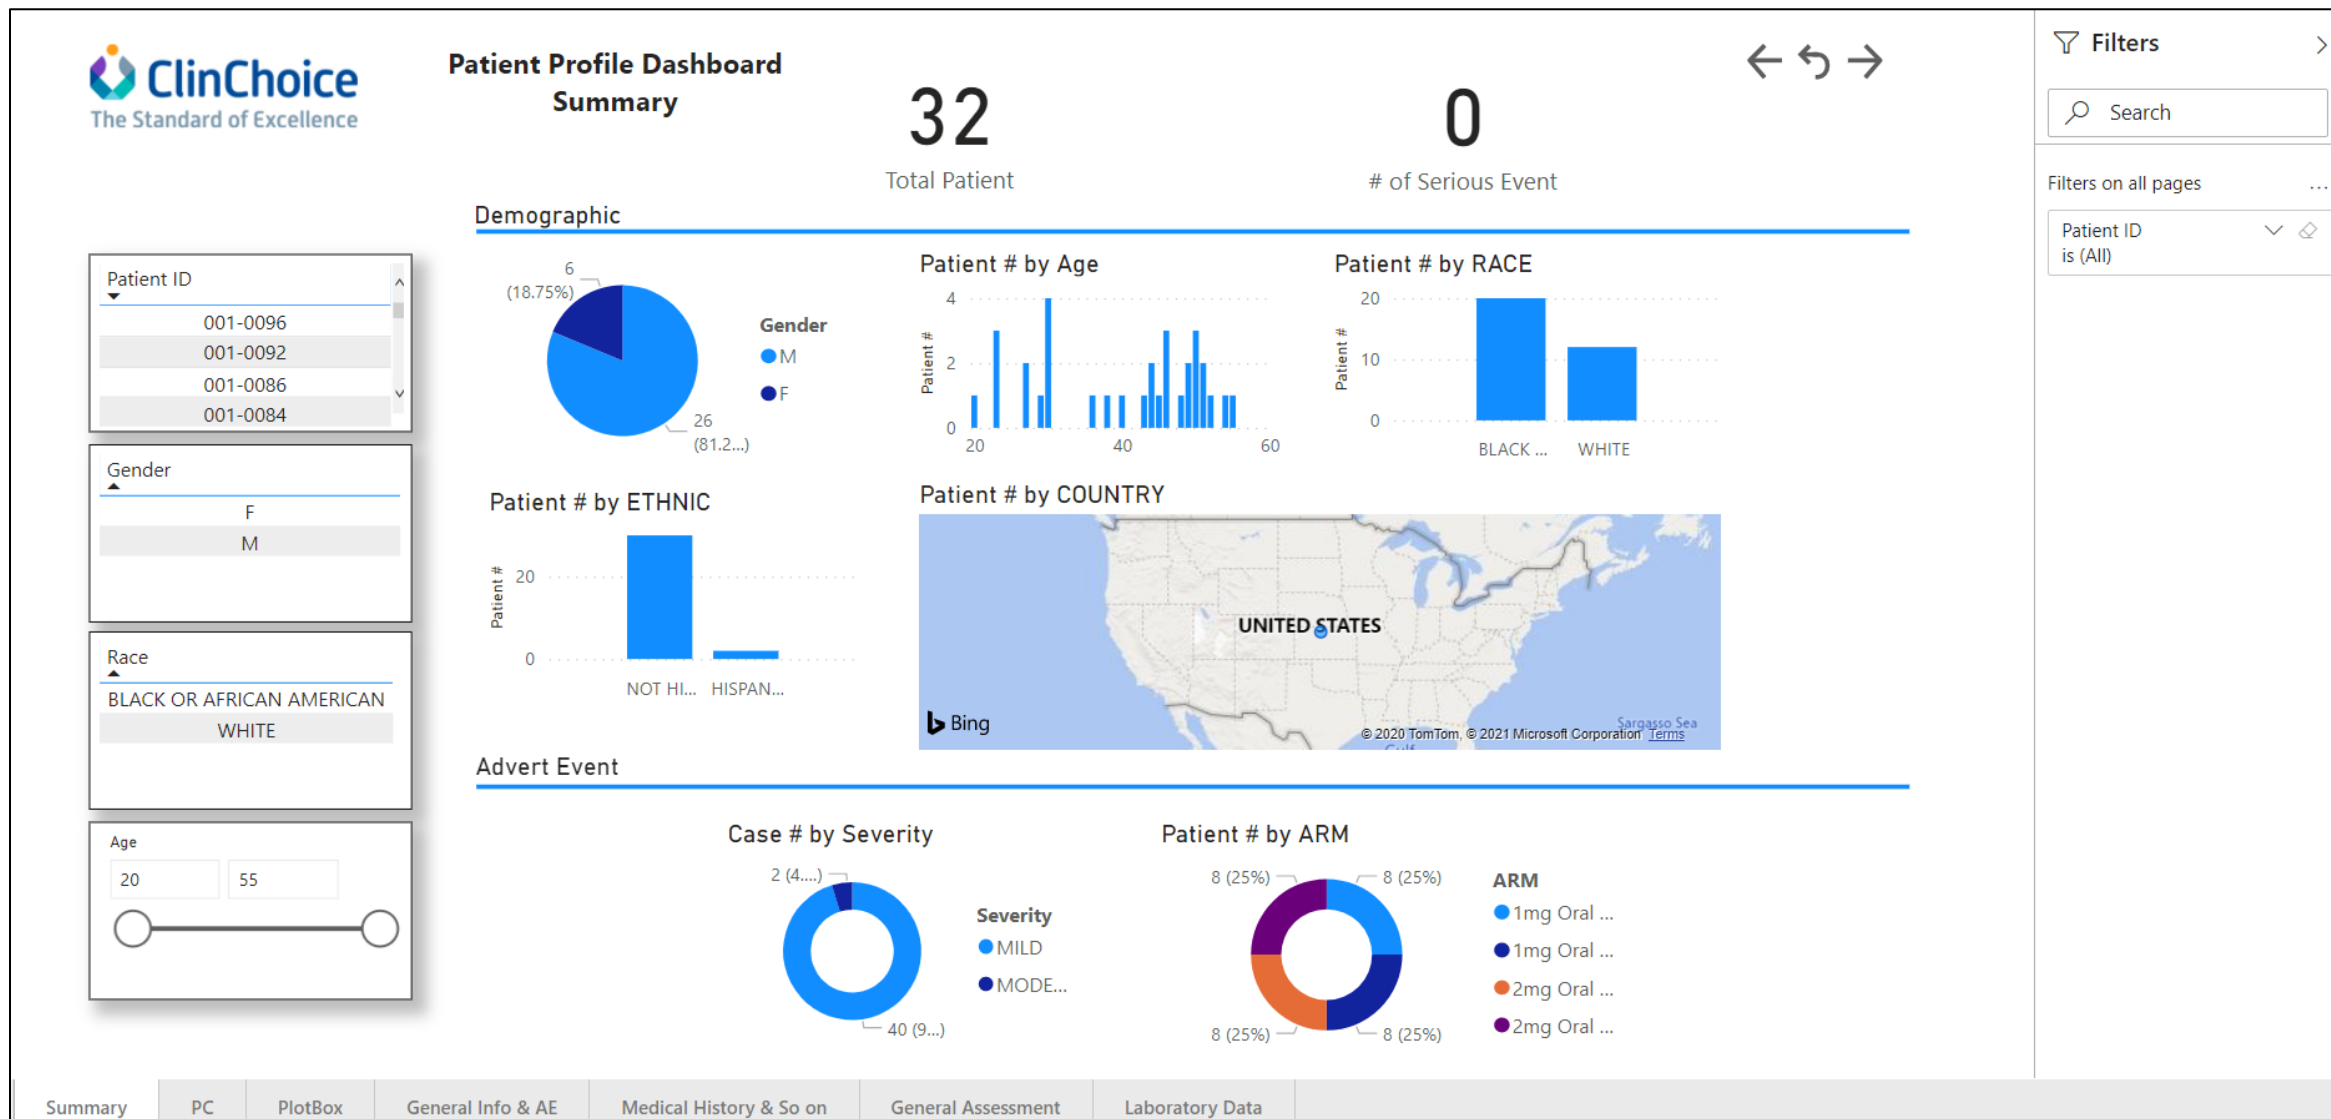 ClinChoice
The Standard of Excellence
Patient Profile Dashboard
Summary
32
Total Patient
0
# of Serious Event
Filters
Search
Filters on all pages
...
Patient ID
is (All)
Patient ID
001-0096
001-0092
001-0086
001-0084
Gender
F
M
Race
BLACK OR AFRICAN AMERICAN
WHITE
Age
20
55
Demographic
6
(18.75%)
26
(81.2...)
Gender
M
F
Patient # by Age
Patient #
4
2
0
20
40
60
Patient # by RACE
Patient #
20
10
0
BLACK ...
WHITE
Patient # by ETHNIC
Patient #
20
0
NOT HI...
HISPAN...
Patient # by COUNTRY
UNITED STATES
Bing
Sargasso Sea
© 2020 TomTom, © 2021 Microsoft Corporation Terms
Gulf
Advert Event
Case # by Severity
2 (4....)
40 (9...)
Severity
MILD
MODE...
Patient # by ARM
8 (25%)
8 (25%)
8 (25%)
8 (25%)
ARM
1mg Oral ...
1mg Oral ...
2mg Oral ...
2mg Oral ...
Summary
PC
PlotBox
General Info & AE
Medical History & So on
General Assessment
Laboratory Data